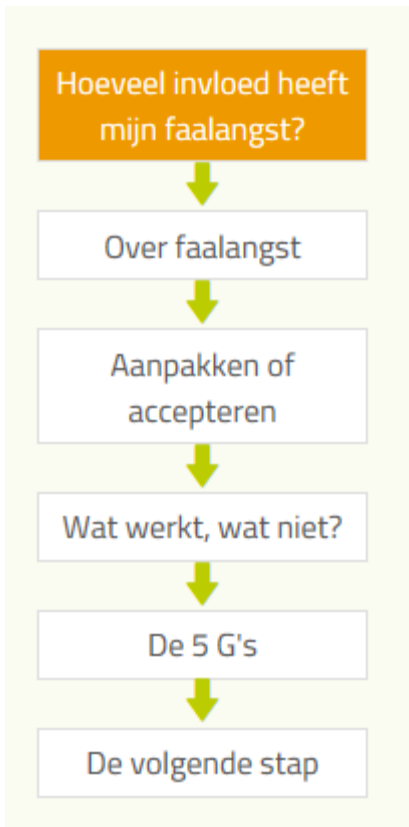 Hoeveel invloed heeft
mijn faalangst?
Over faalangst
Aanpakken of
accepteren
Wat werkt, wat niet?
De 5 G's
De volgende stap